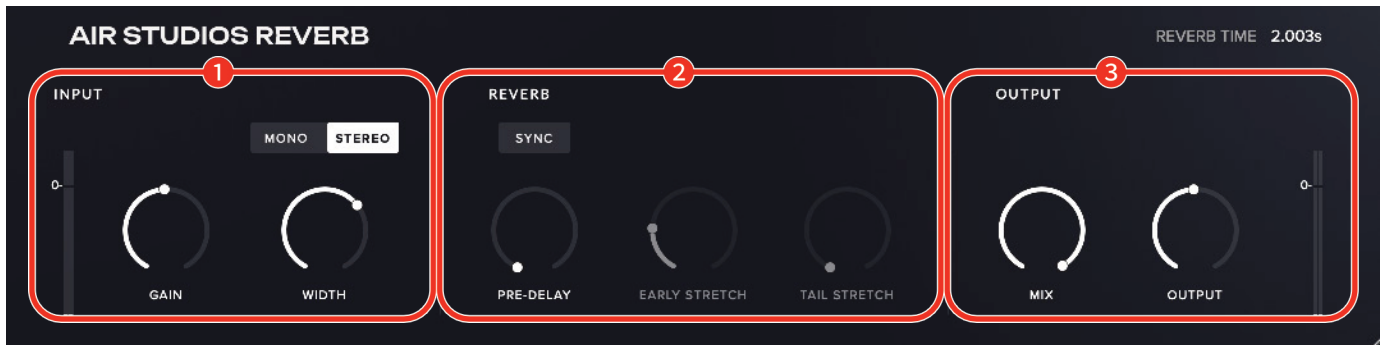 AIR STUDIOS REVERB
REVERB TIME 2.003s
1
2
3
INPUT
REVERB
OUTPUT
MONO STEREO
SYNC
0-
0-
GAIN
WIDTH
PRE-DELAY
EARLY STRETCH
TAIL STRETCH
MIX
OUTPUT